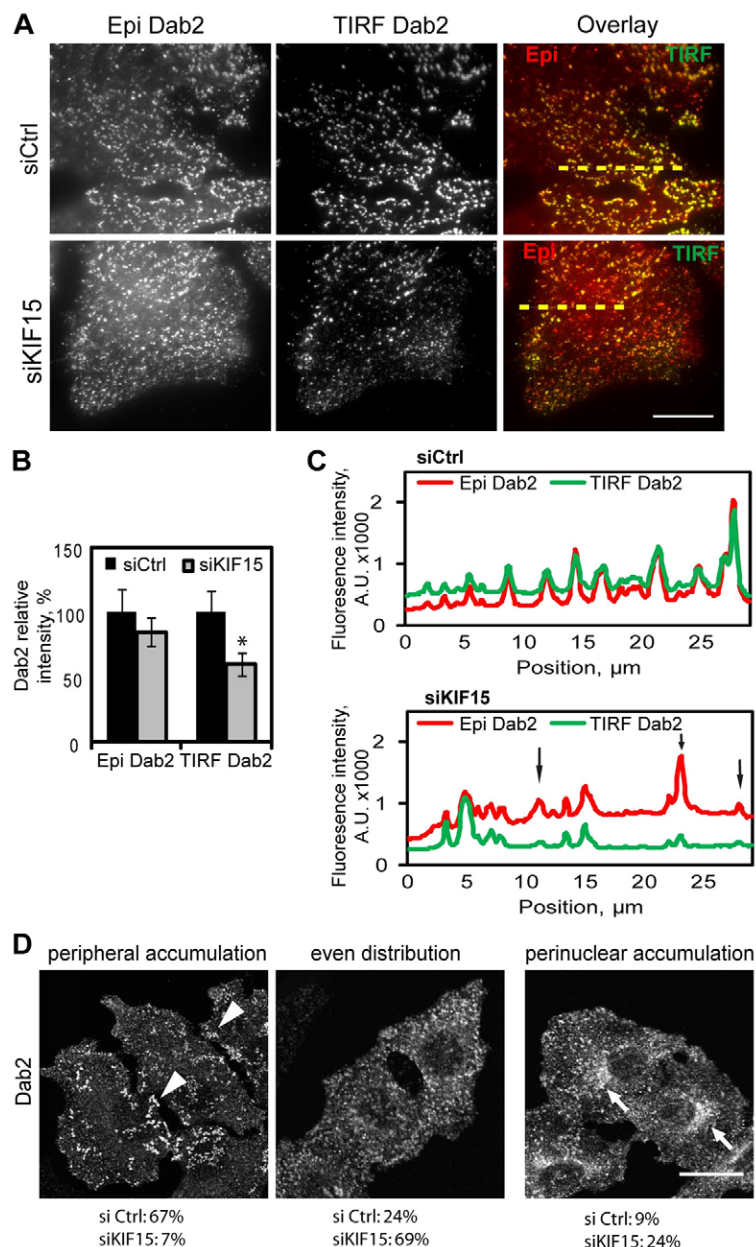 A
Epi Dab2
TIRF Dab2
Overlay
siCtrl
Epi
TIRF
siKIF15
Epi
TIRF
B
Dab2 relative
intensity, %
150
100
50
0
siCtrl
siKIF15
*
Epi Dab2
TIRF Dab2
C
siCtrl
Fluoresence intensity,
A.U. x1000
Epi Dab2
TIRF Dab2
2
1
0
0 5 10 15 20 25
Position, µm
siKIF15
Fluoresence intensity,
A.U. x1000
Epi Dab2
TIRF Dab2
2
1
0
0 5 10 15 20 25
Position, µm
D
peripheral accumulation
even distribution
perinuclear accumulation
Dab2
si Ctrl: 67%
siKIF15: 7%
si Ctrl: 24%
siKIF15: 69%
si Ctrl: 9%
siKIF15: 24%